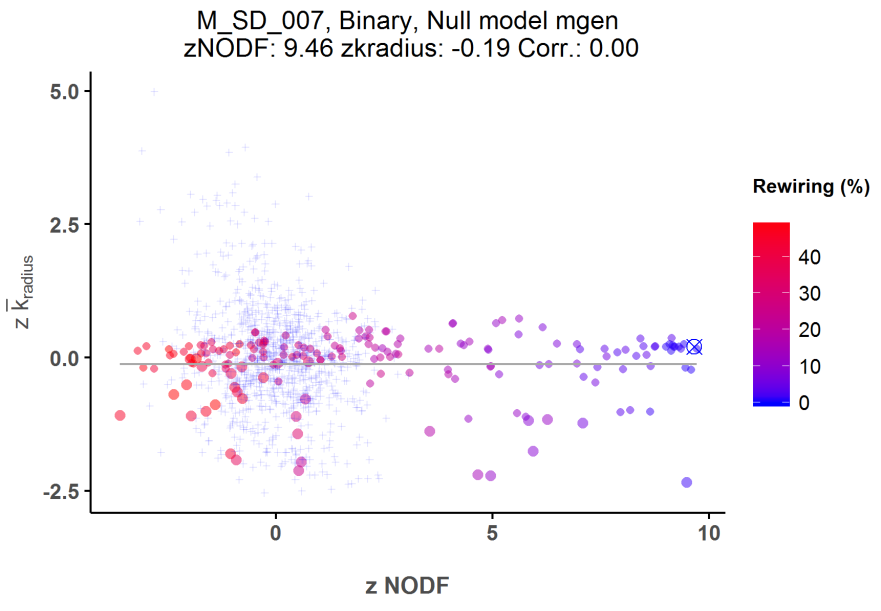 M_SD_007, Binary, Null model mgen
zNODF: 9.46 zkradius: -0.19 Corr.: 0.00
5.0
2.5
0.0
-2.5
z k̅radius
0
5
10
z NODF
Rewiring (%)
40
30
20
10
0